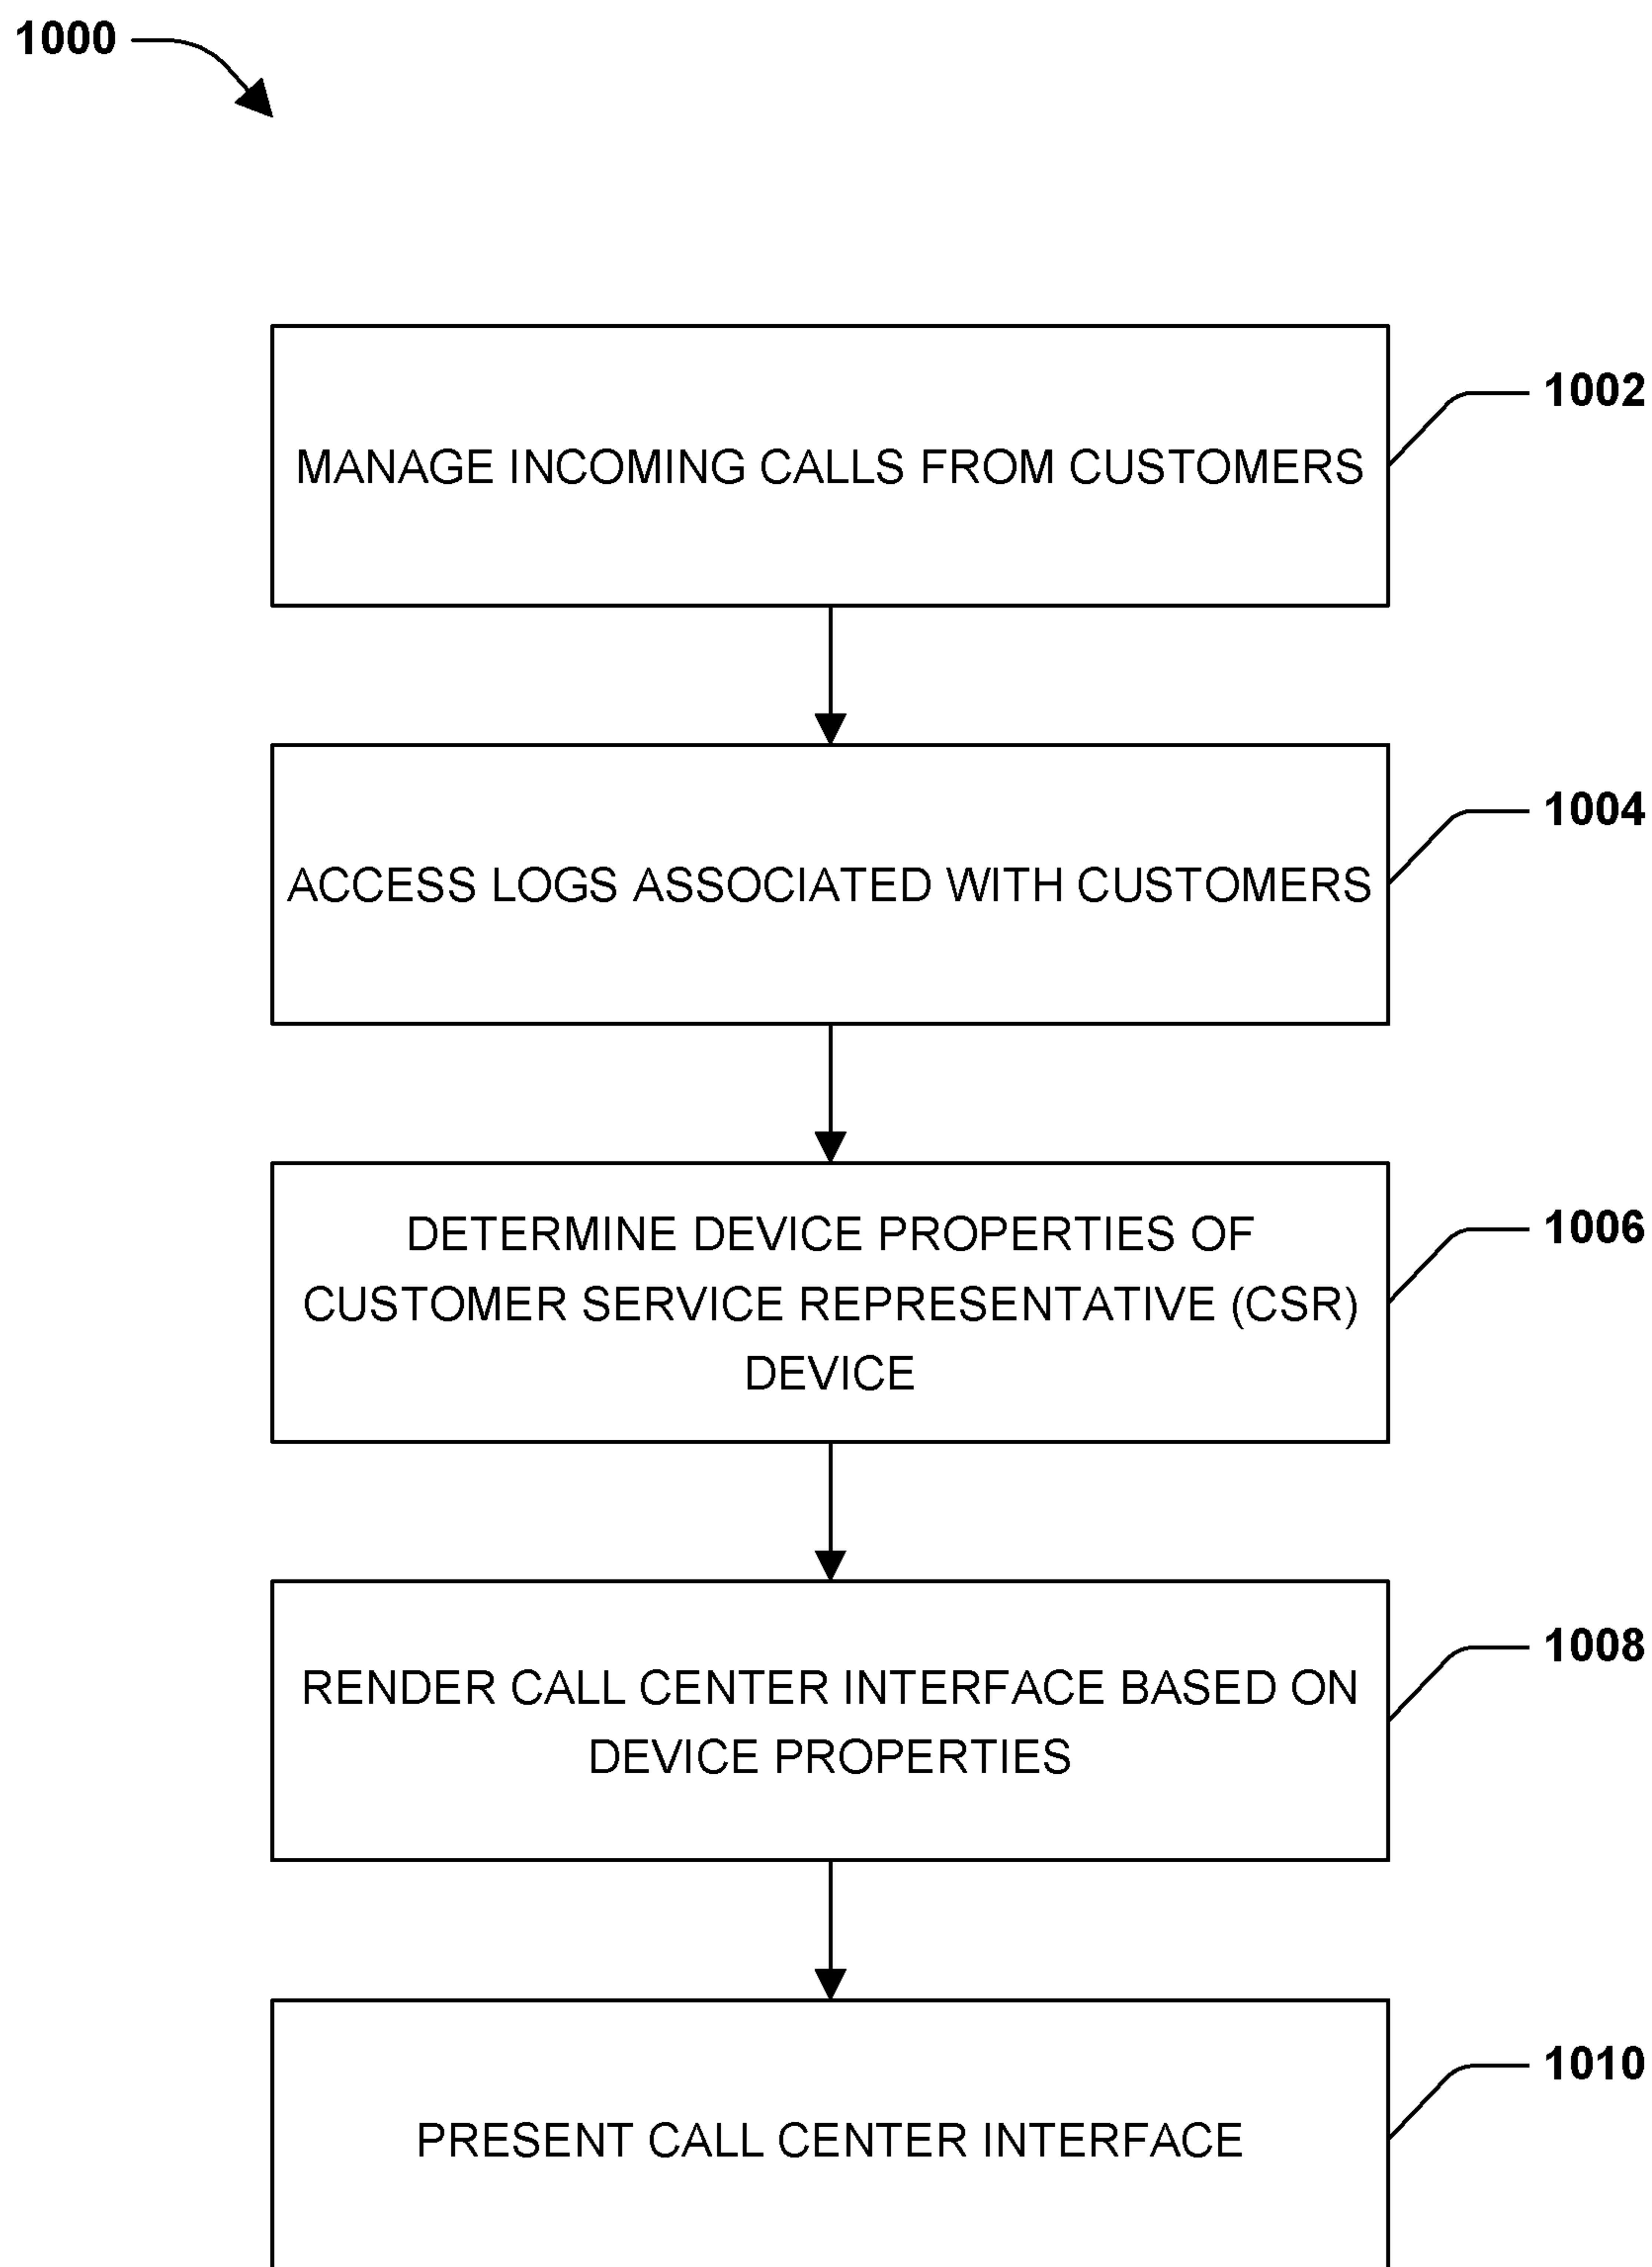 1000
1002
MANAGE INCOMING CALLS FROM CUSTOMERS
1004
ACCESS LOGS ASSOCIATED WITH CUSTOMERS
1006
DETERMINE DEVICE PROPERTIES OF
CUSTOMER SERVICE REPRESENTATIVE (CSR)
DEVICE
1008
RENDER CALL CENTER INTERFACE BASED ON
DEVICE PROPERTIES
1010
PRESENT CALL CENTER INTERFACE